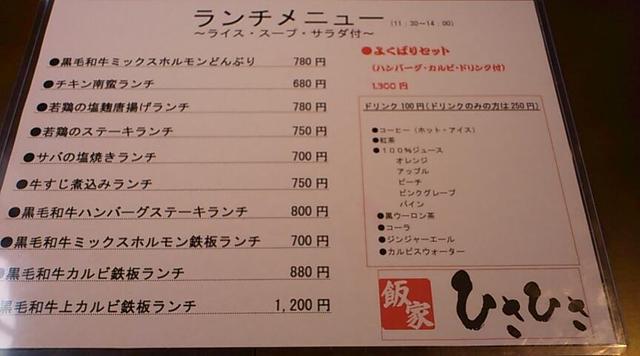 ランチメニュー (11:30～14:00)
～ライス・スープ・サラダ付～
●黒毛和牛ミックスホルモンどんぶり 780円
●チキン南蛮ランチ 680円
●若鶏の塩麹唐揚げランチ 780円
●若鶏のステーキランチ 750円
●サバの塩焼きランチ 700円
●牛すじ煮込みランチ 750円
●黒毛和牛ハンバーグステーキランチ 800円
●黒毛和牛ミックスホルモン鉄板ランチ 700円
●黒毛和牛カルビ鉄板ランチ 880円
黒毛和牛上カルビ鉄板ランチ 1,200円
●よくばりセット
(ハンバーグ・カルビ・ドリンク付)
1,300円
ドリンク100円(ドリンクのみの方は250円)
●コーヒー(ホット・アイス)
●紅茶
●100%ジュース
オレンジ
アップル
ピーチ
ピンクグレープ
パイン
●黒ウーロン茶
●コーラ
●ジンジャーエール
●カルピスウォーター
飯家 ひさひさ